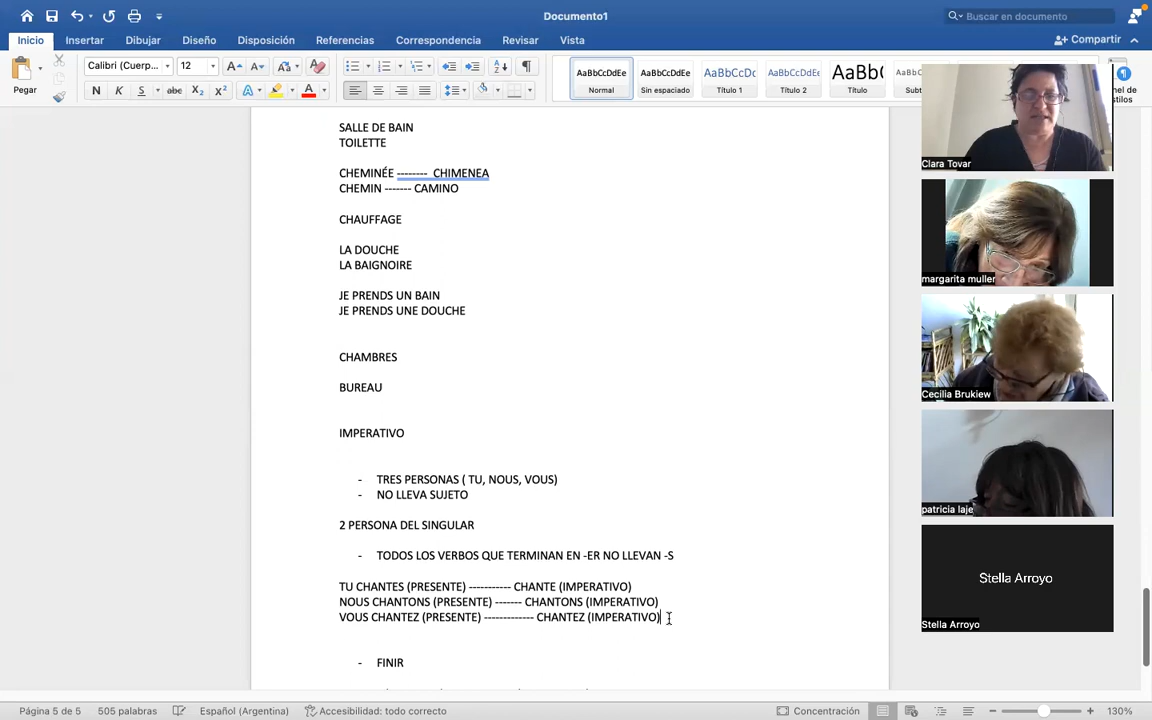 Documento1
Buscar en documento
Inicio Insertar Dibujar Diseño Disposición Referencias Correspondencia Revisar Vista
Compartir
Pegar
Calibri (Cuerp... 12
N K S abc X₂ X²
AaBbCcDdEe AaBbCcDdEe AaBbCcDc AaBbCcDdEe AaBbC AaBbCc
Normal Sin espaciado Título 1 Título 2 Título Subt
SALLE DE BAIN
TOILETTE
CHEMINÉE -------- CHIMENEA
CHEMIN ------- CAMINO
CHAUFFAGE
LA DOUCHE
LA BAIGNOIRE
JE PRENDS UN BAIN
JE PRENDS UNE DOUCHE
CHAMBRES
BUREAU
IMPERATIVO
- TRES PERSONAS ( TU, NOUS, VOUS)
- NO LLEVA SUJETO
2 PERSONA DEL SINGULAR
- TODOS LOS VERBOS QUE TERMINAN EN -ER NO LLEVAN -S
TU CHANTES (PRESENTE) ----------- CHANTE (IMPERATIVO)
NOUS CHANTONS (PRESENTE) ------- CHANTONS (IMPERATIVO)
VOUS CHANTEZ (PRESENTE) ------------- CHANTEZ (IMPERATIVO)
- FINIR
Clara Tovar
margarita muller
Cecilia Brukiew
patricia laje
Stella Arroyo
Stella Arroyo
Página 5 de 5 505 palabras Español (Argentina) Accesibilidad: todo correcto Concentración 130%